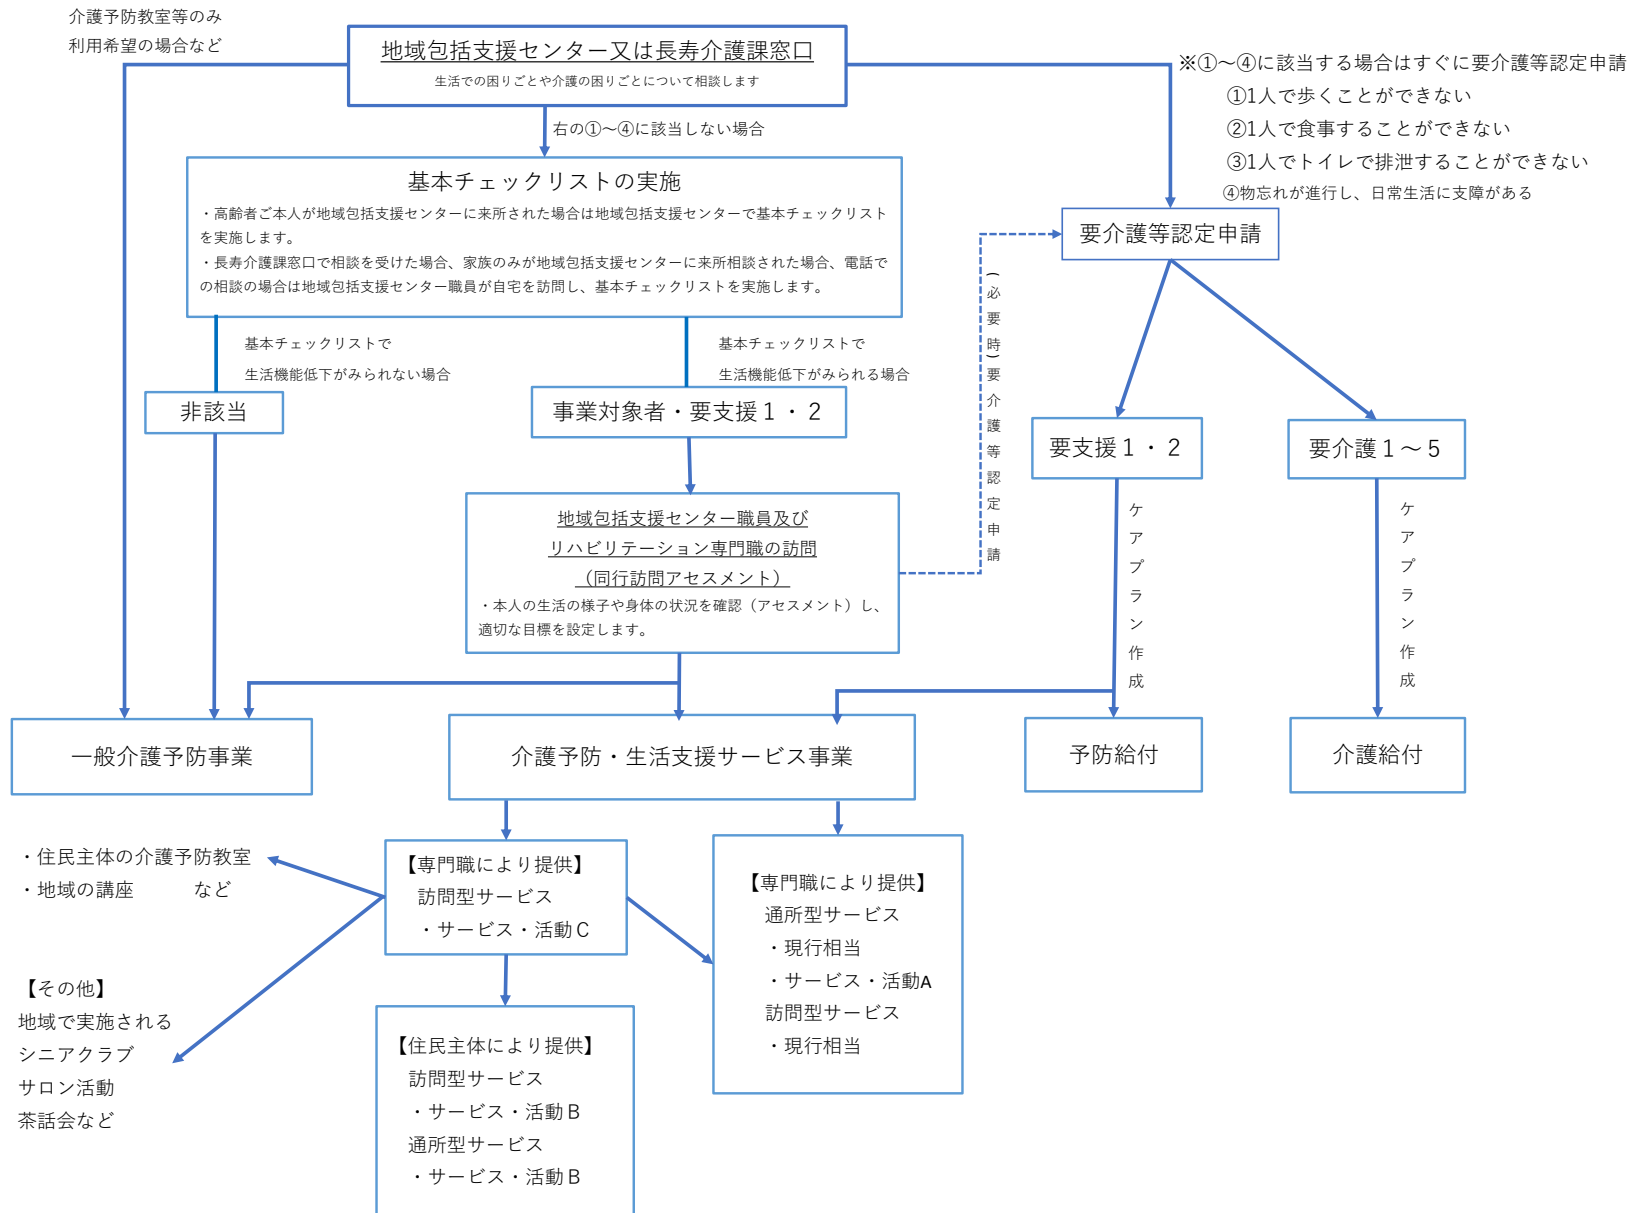 介護予防教室等のみ
利用希望の場合など
地域包括支援センター又は長寿介護課窓口
生活での困りごとや介護の困りごとについて相談します
※①～④に該当する場合はすぐに要介護等認定申請
①1人で歩くことができない
②1人で食事することができない
③1人でトイレで排泄することができない
④物忘れが進行し、日常生活に支障がある
右の①～④に該当しない場合
基本チェックリストの実施
・高齢者ご本人が地域包括支援センターに来所された場合は地域包括支援センターで基本チェックリスト
を実施します。
・長寿介護課窓口で相談を受けた場合、家族のみが地域包括支援センターに来所相談された場合、電話で
の相談の場合は地域包括支援センター職員が自宅を訪問し、基本チェックリストを実施します。
要介護等認定申請
(必要時)要介護等認定申請
基本チェックリストで
生活機能低下がみられない場合
基本チェックリストで
生活機能低下がみられる場合
非該当
事業対象者・要支援１・２
要支援１・２
要介護１～５
地域包括支援センター職員及び
リハビリテーション専門職の訪問
（同行訪問アセスメント）
・本人の生活の様子や身体の状況を確認（アセスメント）し、
適切な目標を設定します。
ケアプラン作成
ケアプラン作成
一般介護予防事業
介護予防・生活支援サービス事業
予防給付
介護給付
・住民主体の介護予防教室
・地域の講座　　　など
【専門職により提供】
訪問型サービス
・サービス・活動Ｃ
【専門職により提供】
通所型サービス
・現行相当
・サービス・活動A
訪問型サービス
・現行相当
【その他】
地域で実施される
シニアクラブ
サロン活動
茶話会など
【住民主体により提供】
訪問型サービス
・サービス・活動Ｂ
通所型サービス
・サービス・活動Ｂ